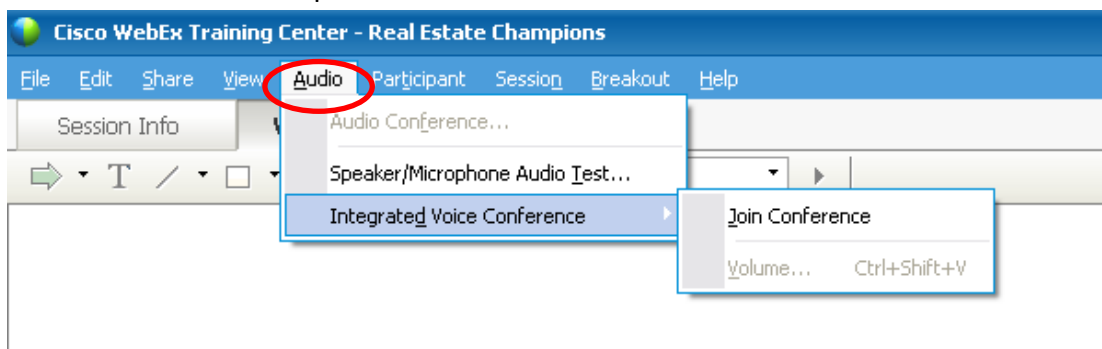 Cisco WebEx Training Center - Real Estate Champions
File Edit Share View Audio Participant Session Breakout Help
Session Info
Audio Conference...
T
Speaker/Microphone Audio Test...
Integrated Voice Conference
Join Conference
Volume... Ctrl+Shift+V